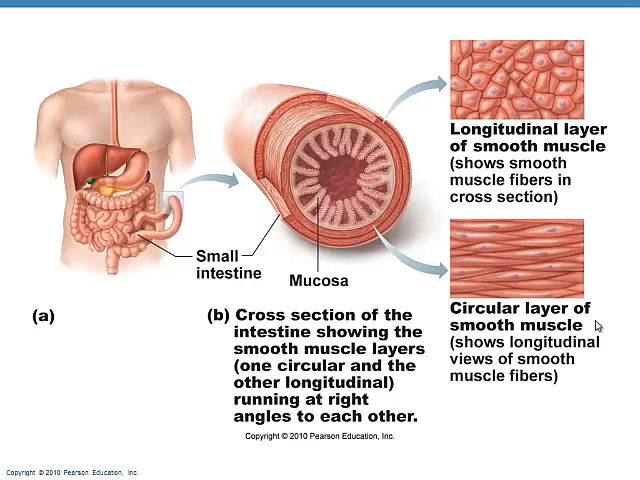 Longitudinal layer
of smooth muscle
(shows smooth
muscle fibers in
cross section)
Small
intestine
Mucosa
Circular layer of
smooth muscle
(shows longitudinal
views of smooth
muscle fibers)
(a)
(b) Cross section of the
intestine showing the
smooth muscle layers
(one circular and the
other longitudinal)
running at right
angles to each other.
Copyright © 2010 Pearson Education, Inc.
Copyright © 2010 Pearson Education, Inc.